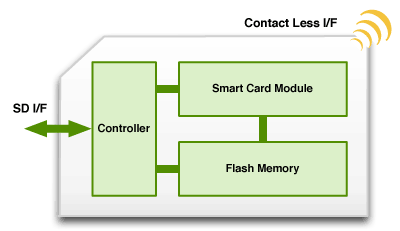 Contact Less I/F
SD I/F
Controller
Smart Card Module
Flash Memory